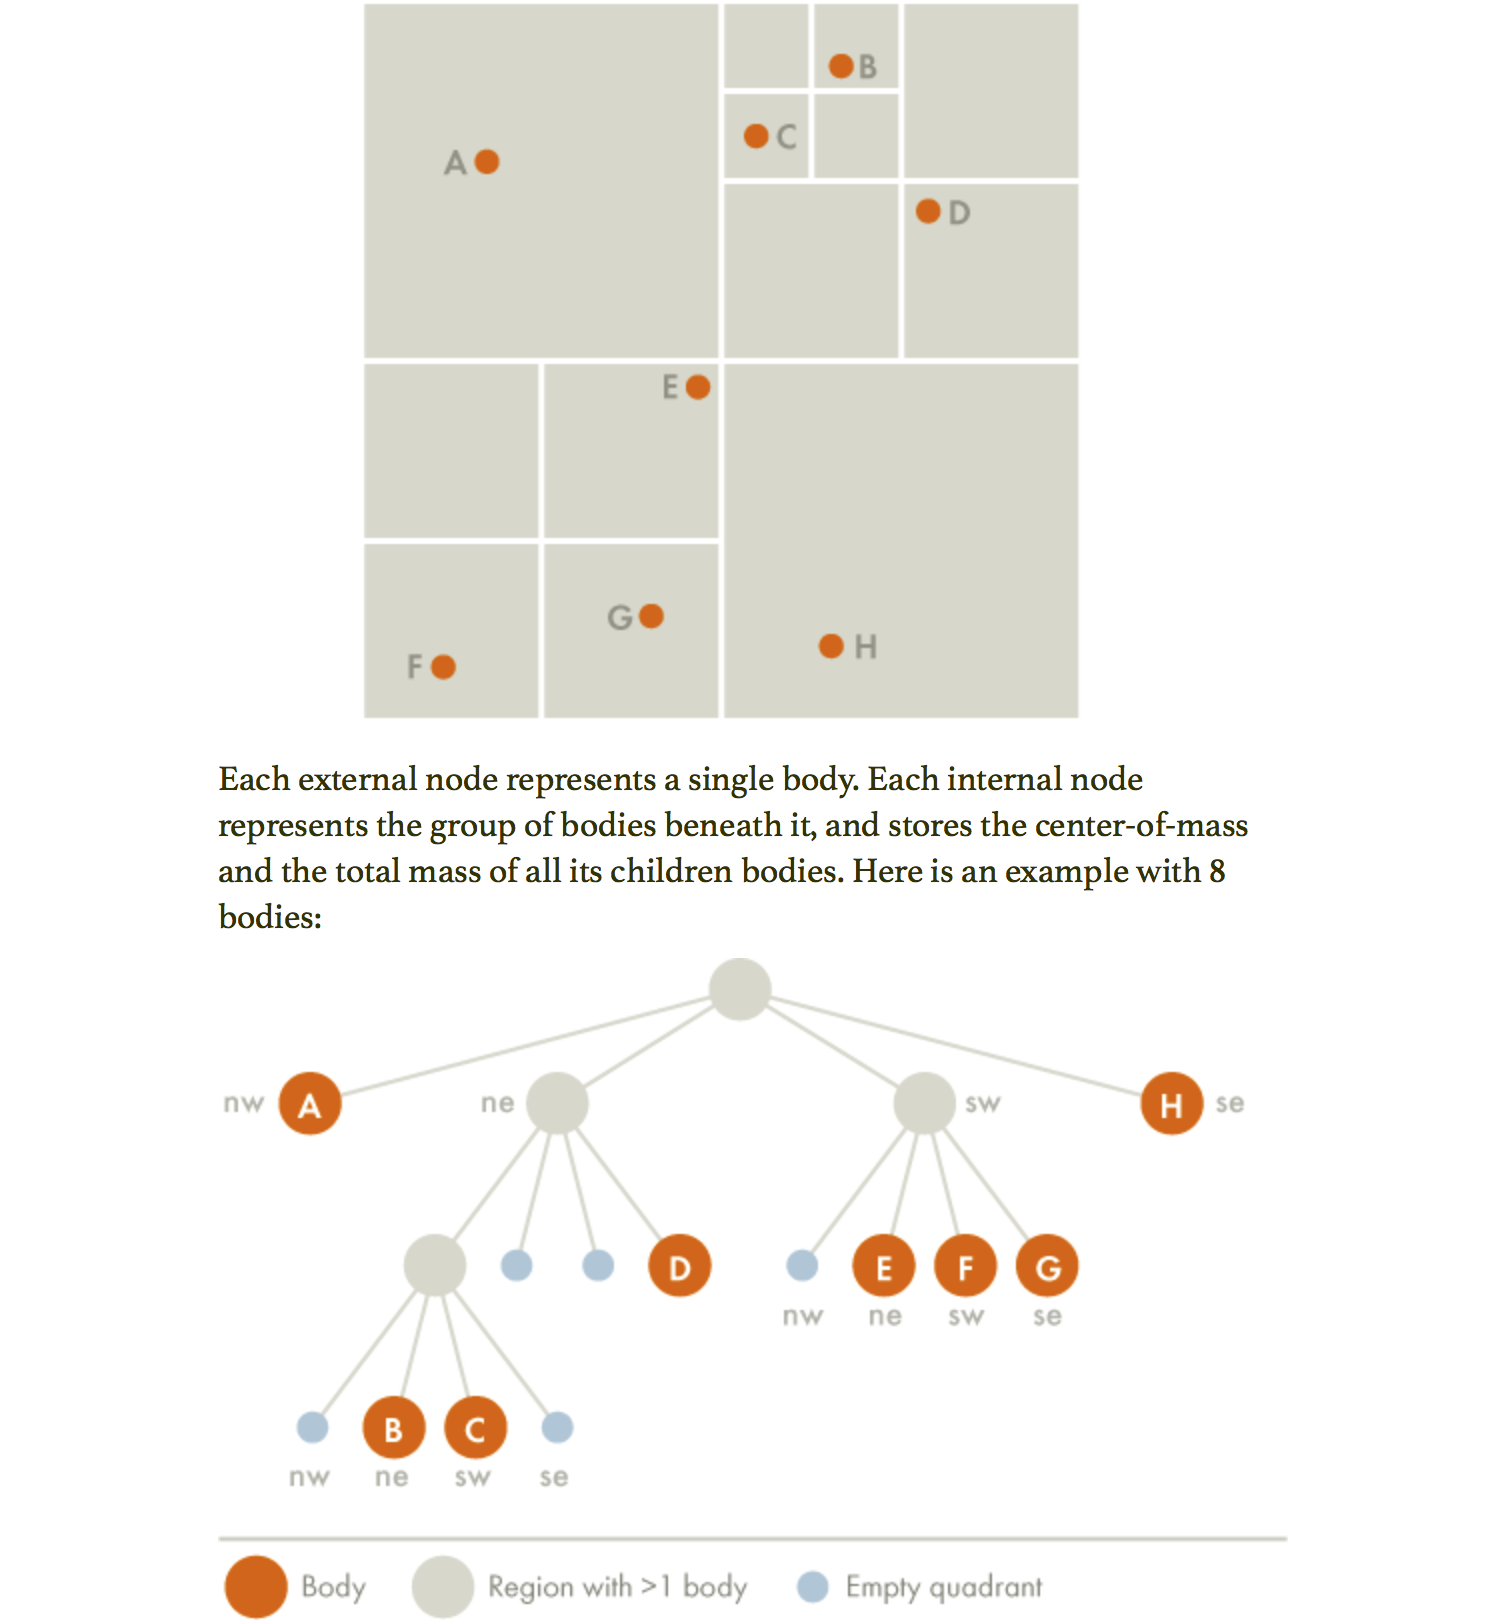 B
C
A
D
E
G
H
F
Each external node represents a single body. Each internal node
represents the group of bodies beneath it, and stores the center-of-mass
and the total mass of all its children bodies. Here is an example with 8
bodies:
nw A ne sw H se
D E F G
nw ne sw se
B C
nw ne sw se
Body Region with >1 body Empty quadrant